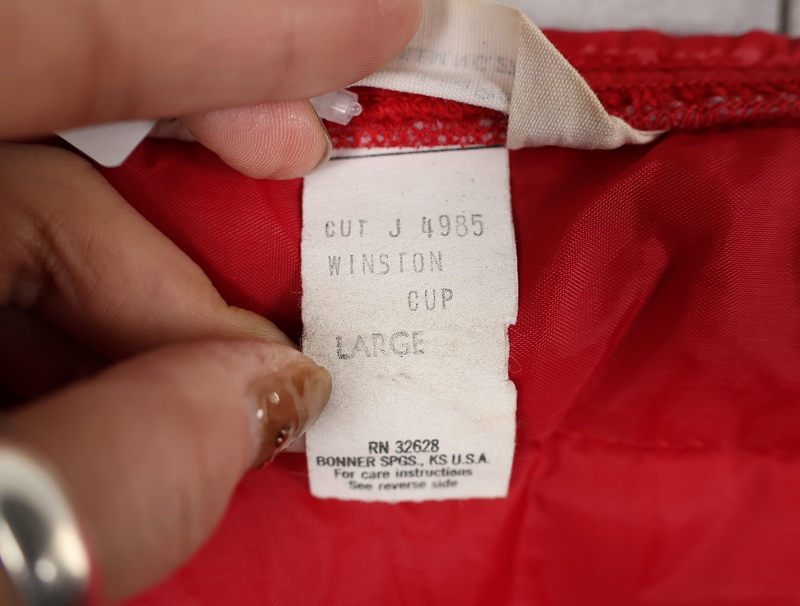 CUT J 4985
WINSTON
CUP
LARGE
RN 32628
BONNER SPGS., KS U.S.A.
For care instructions
See reverse side